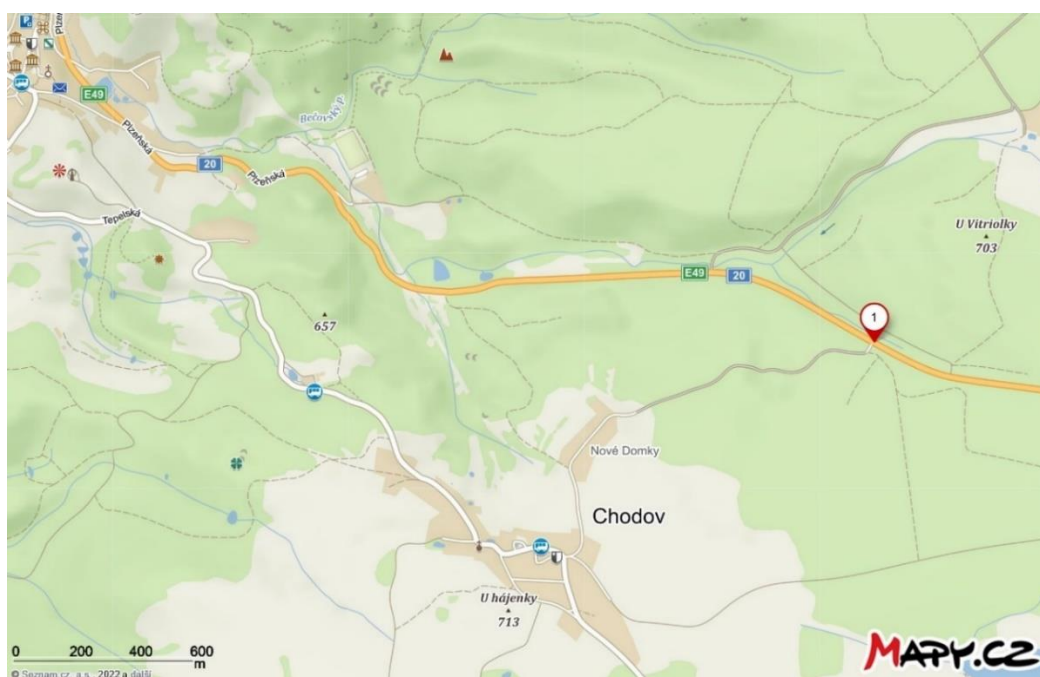 P
Plzeň
E49
Plzeňská
20
Plzeňská
Bečovský p.
Tepelská
U Vitriolky
703
E49
20
1
657
Nové Domky
Chodov
U hájenky
713
0 200 400 600
m
© Seznam.cz, a.s., 2022 a další
MAPY.CZ